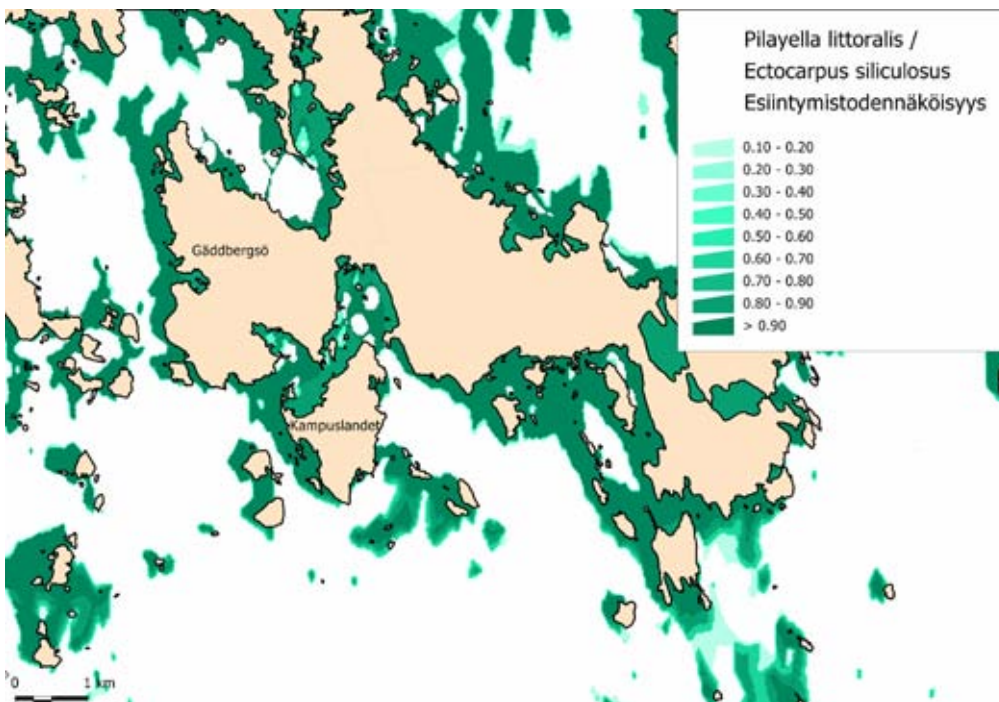 Pilayella littoralis /
Ectocarpus siliculosus
Esiintymistodennäköisyys
0.10 - 0.20
0.20 - 0.30
0.30 - 0.40
0.40 - 0.50
0.50 - 0.60
0.60 - 0.70
0.70 - 0.80
0.80 - 0.90
> 0.90
Gäddbergsö
Kampuslandet
0 1 km